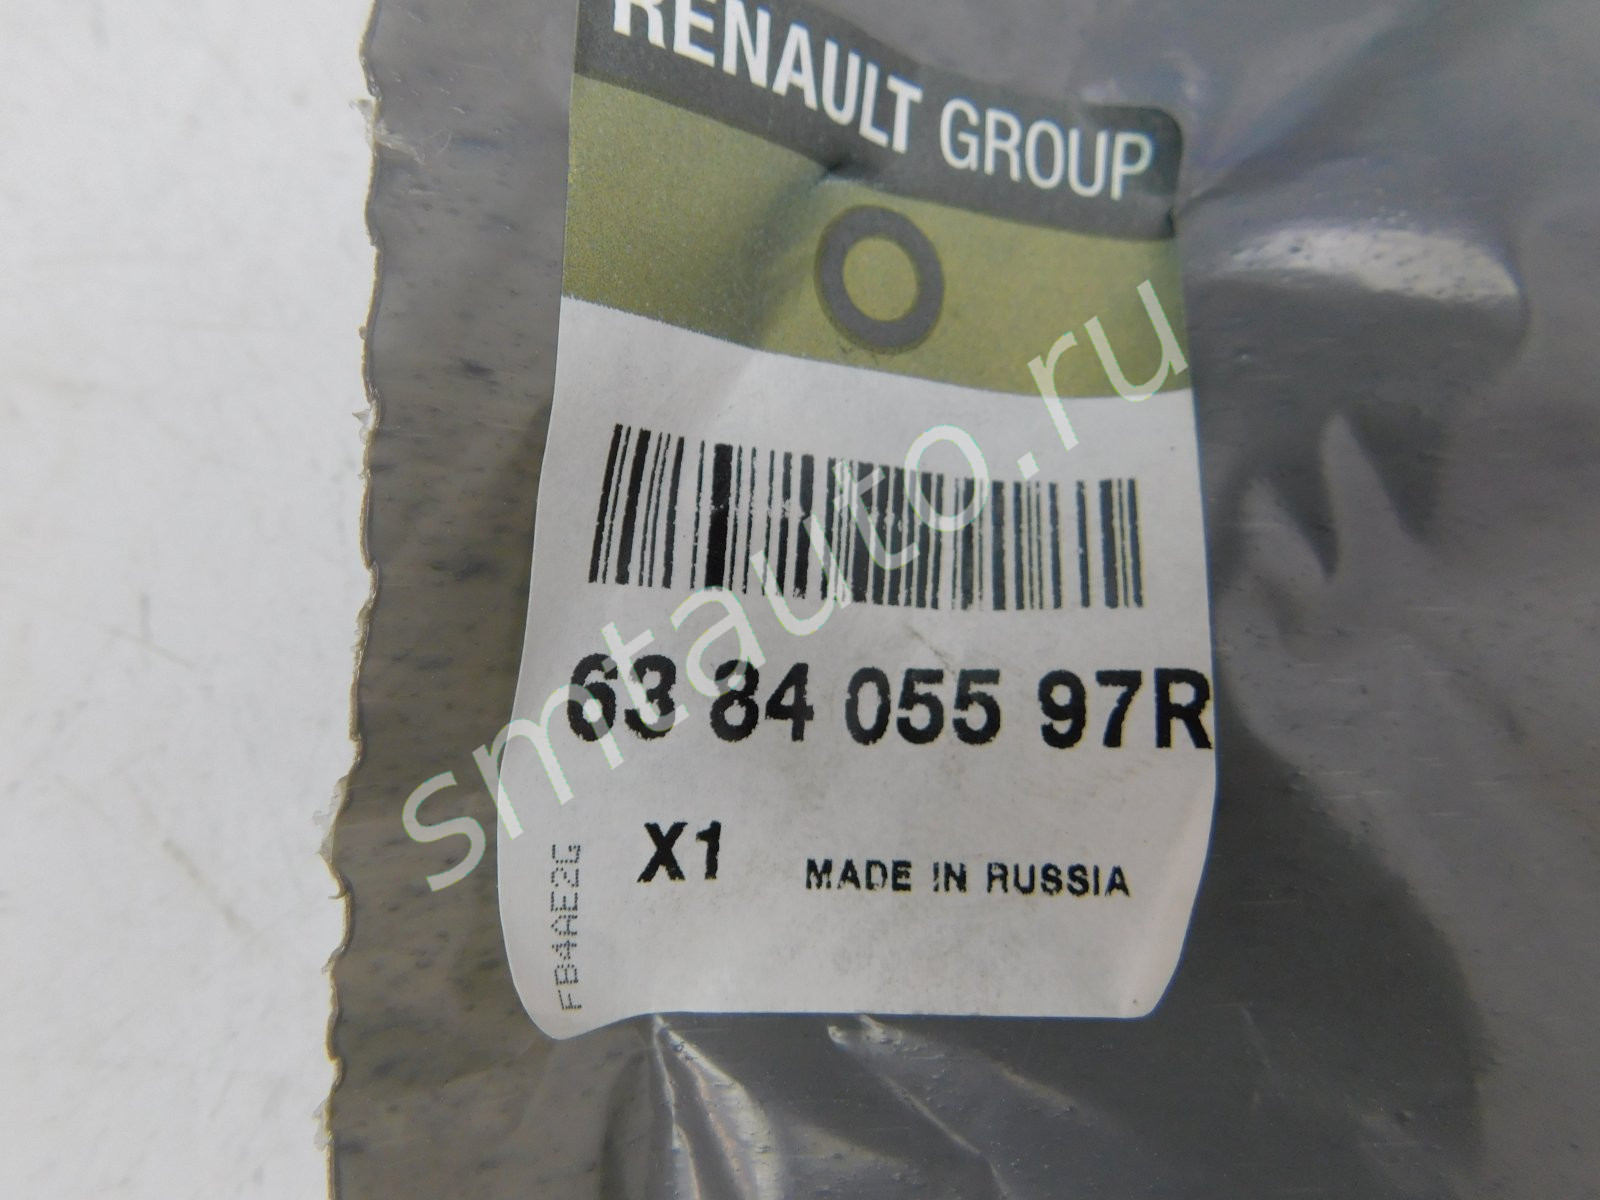 RENAULT GROUP
63 84 055 97R
X1
MADE IN RUSSIA
FB4AE2G
smtauto.ru